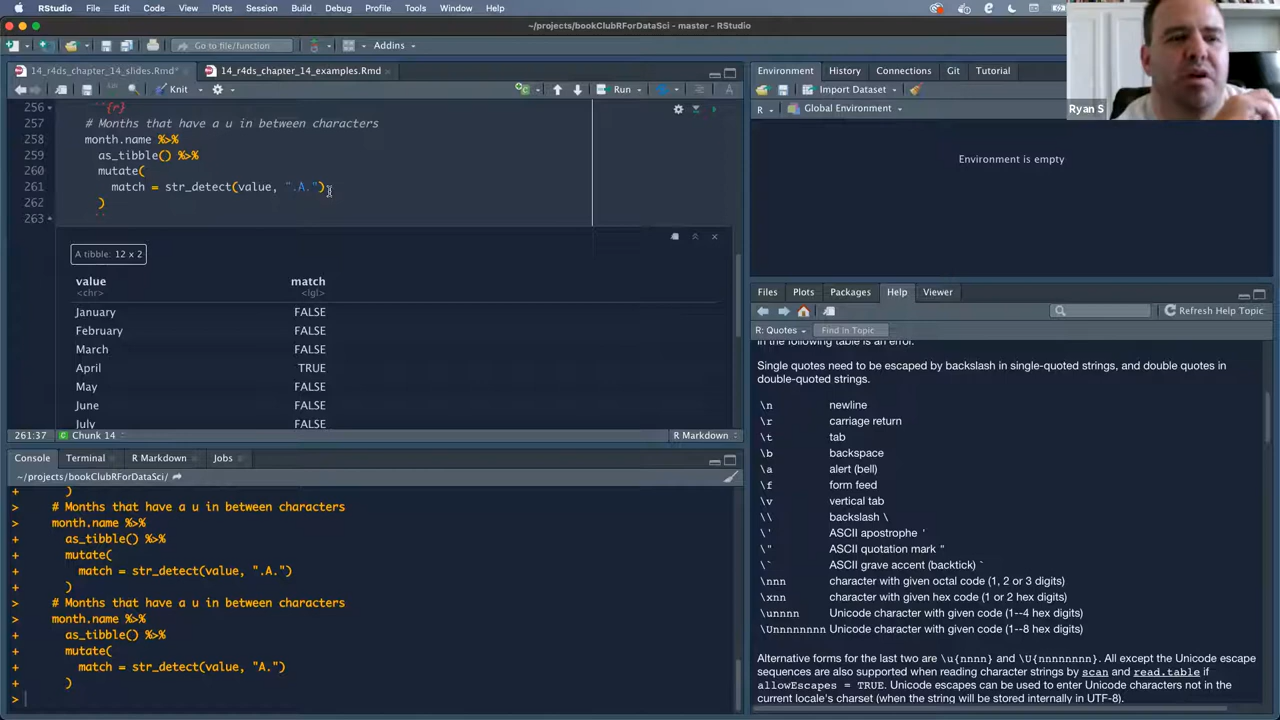 RStudio File Edit Code View Plots Session Build Debug Profile Tools Window Help
~/projects/bookClubRForDataSci - master - RStudio
Go to file/function Addins
14_r4ds_chapter_14_slides.Rmd* 14_r4ds_chapter_14_examples.Rmd
Knit Run
256 ```{r}
257 # Months that have a u in between characters
258 month.name %>%
259 as_tibble() %>%
260 mutate(
261 match = str_detect(value, ".A.")
262 )
263
A tibble: 12 x 2
value match
<chr> <lgl>
January FALSE
February FALSE
March FALSE
April TRUE
May FALSE
June FALSE
July FALSE
261:37 Chunk 14 R Markdown
Console Terminal R Markdown Jobs
~/projects/bookClubRForDataSci/
+ )
> # Months that have a u in between characters
> month.name %>%
+ as_tibble() %>%
+ mutate(
+ match = str_detect(value, ".A.")
+ )
> # Months that have a u in between characters
> month.name %>%
+ as_tibble() %>%
+ mutate(
+ match = str_detect(value, "A.")
+ )
>
Environment History Connections Git Tutorial
Import Dataset
R Global Environment
Environment is empty
Ryan S
Files Plots Packages Help Viewer
Refresh Help Topic
R: Quotes Find in Topic
in the following table is an error.
Single quotes need to be escaped by backslash in single-quoted strings, and double quotes in
double-quoted strings.
\n newline
\r carriage return
\t tab
\b backspace
\a alert (bell)
\f form feed
\v vertical tab
\\ backslash \
\' ASCII apostrophe '
\" ASCII quotation mark "
\` ASCII grave accent (backtick) `
\nnn character with given octal code (1, 2 or 3 digits)
\xnn character with given hex code (1 or 2 hex digits)
\unnnn Unicode character with given code (1--4 hex digits)
\Unnnnnnnn Unicode character with given code (1--8 hex digits)
Alternative forms for the last two are \u{nnnn} and \U{nnnnnnnn}. All except the Unicode escape
sequences are also supported when reading character strings by scan and read.table if
allowEscapes = TRUE. Unicode escapes can be used to enter Unicode characters not in the
current locale's charset (when the string will be stored internally in UTF-8).